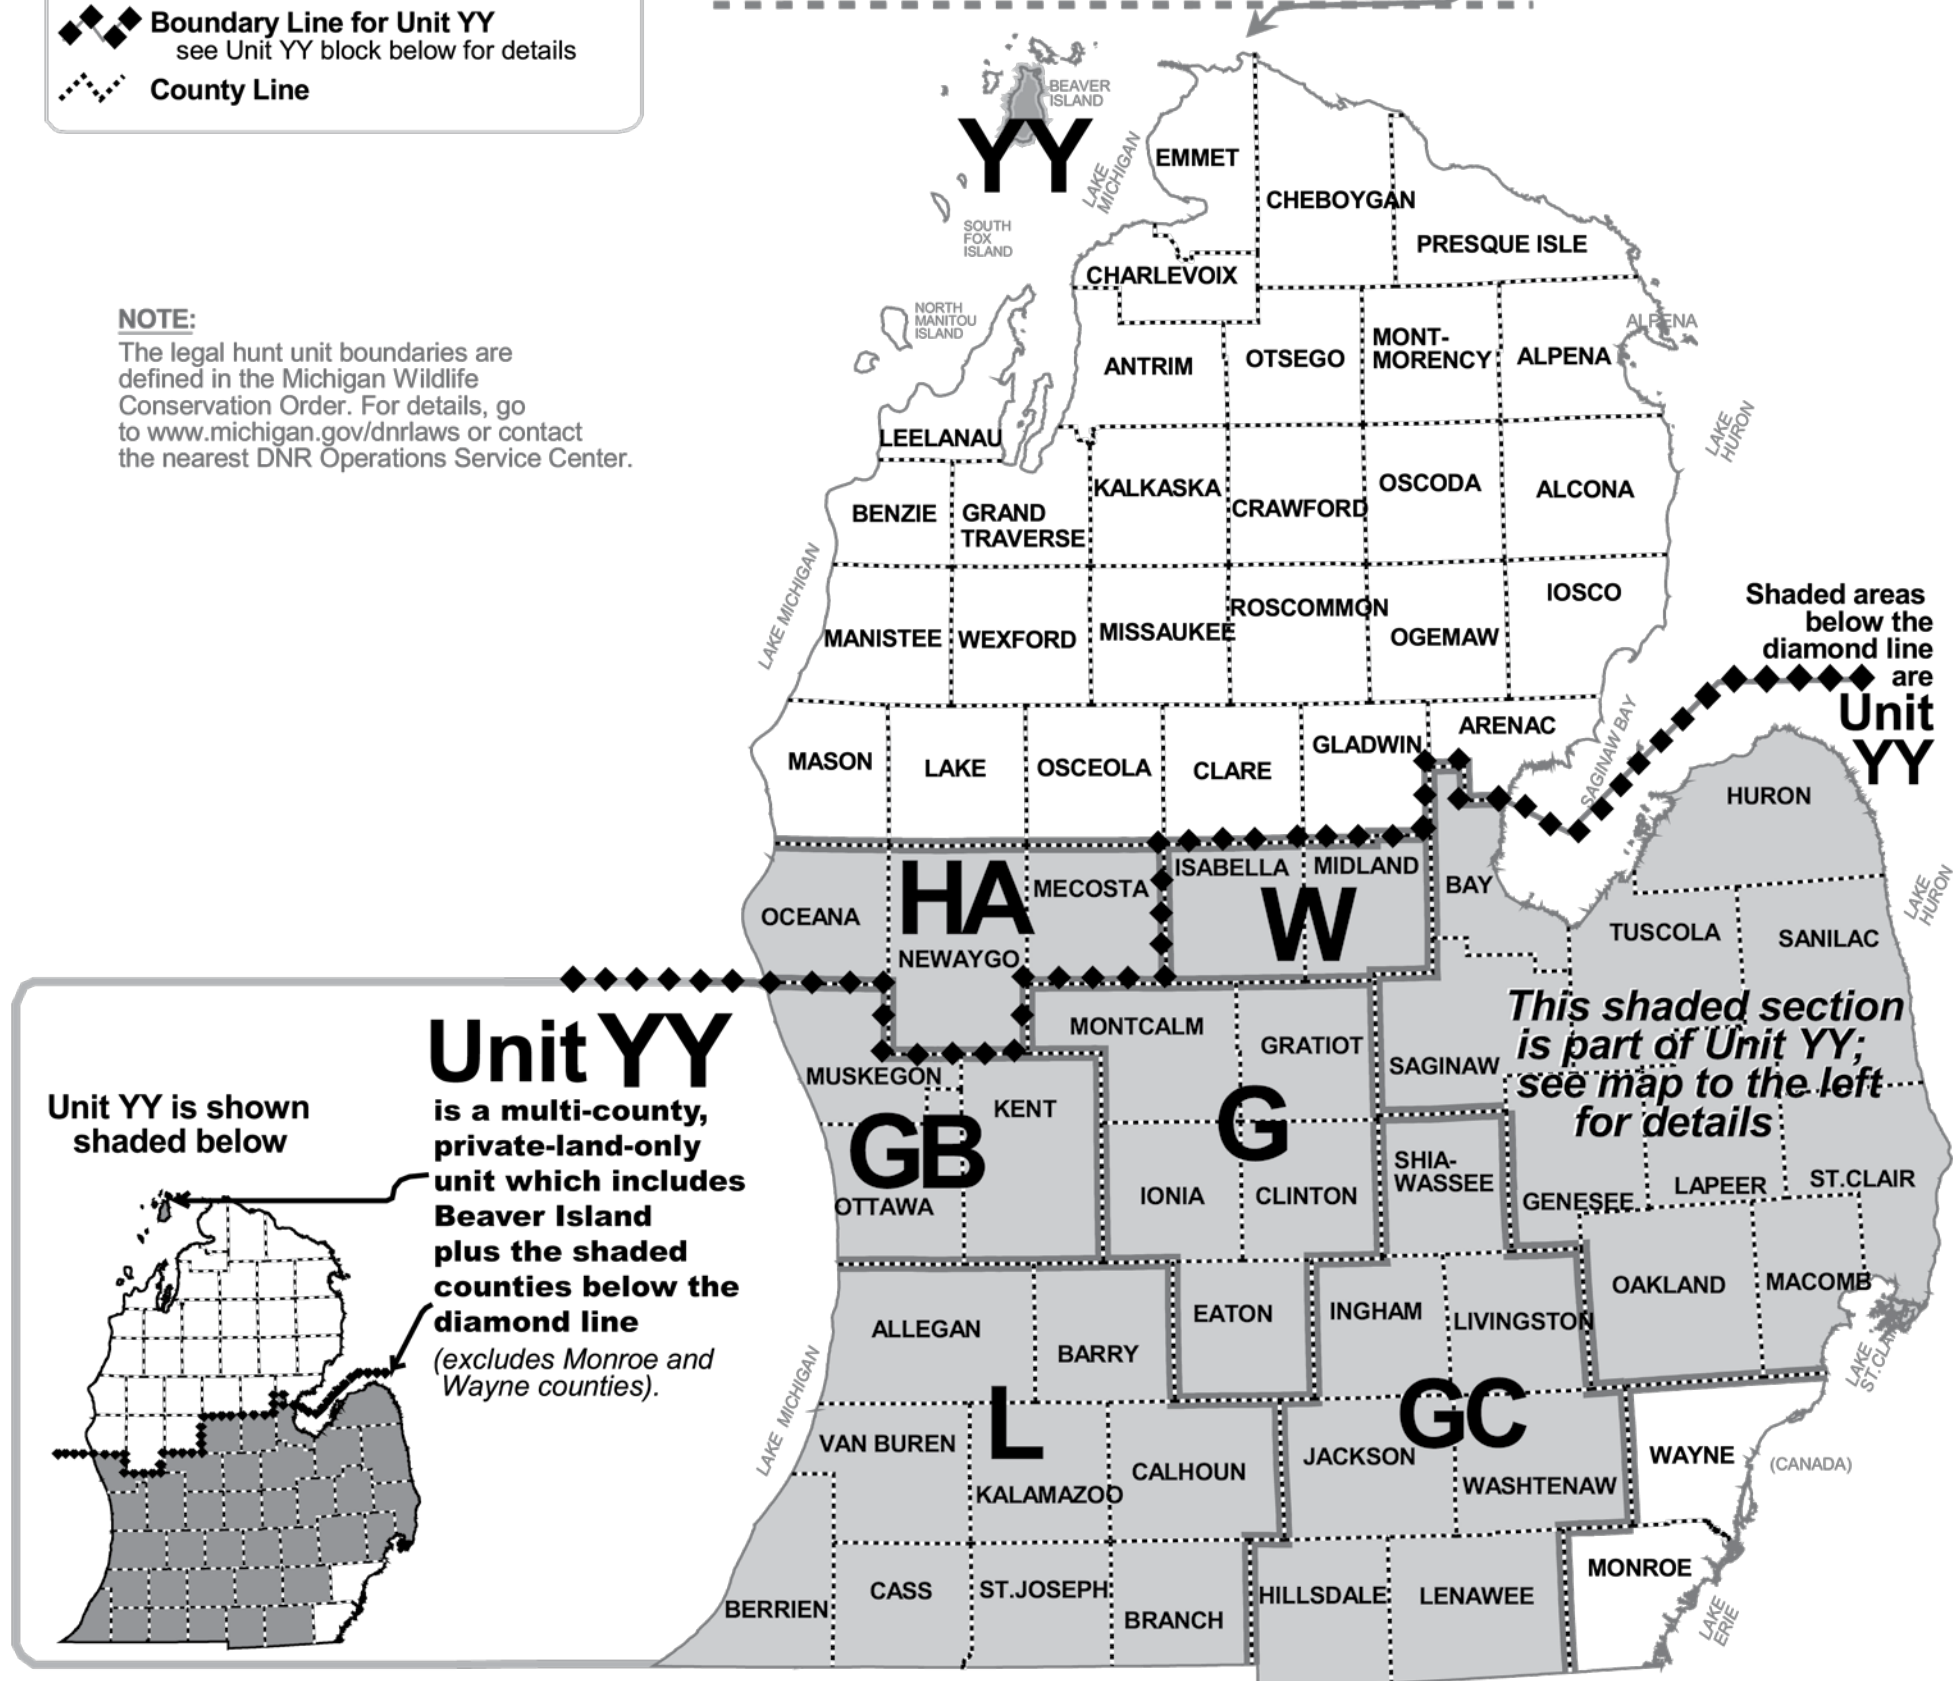 Boundary Line for Unit YY
see Unit YY block below for details
County Line
BEAVER
ISLAND
YY
LAKE
MICHIGAN
EMMET
CHEBOYGAN
SOUTH
FOX
ISLAND
PRESQUE ISLE
CHARLEVOIX
NORTH
MANITOU
ISLAND
NOTE:
The legal hunt unit boundaries are
defined in the Michigan Wildlife
Conservation Order. For details, go
to www.michigan.gov/dnrlaws or contact
the nearest DNR Operations Service Center.
ALPENA
ANTRIM
OTSEGO
MONT-
MORENCY
ALPENA
LEELANAU
LAKE
HURON
BENZIE
GRAND
TRAVERSE
KALKASKA
CRAWFORD
OSCODA
ALCONA
LAKE MICHIGAN
MANISTEE
WEXFORD
MISSAUKEE
ROSCOMMON
OGEMAW
IOSCO
Shaded areas
below the
diamond line
are
Unit
YY
SAGINAW BAY
MASON
LAKE
OSCEOLA
CLARE
GLADWIN
ARENAC
HURON
OCEANA
HA
NEWAYGO
MECOSTA
ISABELLA
MIDLAND
W
BAY
TUSCOLA
SANILAC
LAKE
HURON
This shaded section
is part of Unit YY;
see map to the left
for details
MONTCALM
GRATIOT
SAGINAW
MUSKEGON
KENT
GB
OTTAWA
G
IONIA
CLINTON
SHIA-
WASSEE
GENESEE
LAPEER
ST.CLAIR
Unit YY
is a multi-county,
private-land-only
unit which includes
Beaver Island
plus the shaded
counties below the
diamond line
(excludes Monroe and
Wayne counties).
Unit YY is shown
shaded below
ALLEGAN
BARRY
EATON
INGHAM
LIVINGSTON
OAKLAND
MACOMB
LAKE
ST.CLAIR
LAKE MICHIGAN
VAN BUREN
L
KALAMAZOO
CALHOUN
GC
JACKSON
WASHTENAW
WAYNE
(CANADA)
BERRIEN
CASS
ST.JOSEPH
BRANCH
HILLSDALE
LENAWEE
MONROE
LAKE
ERIE